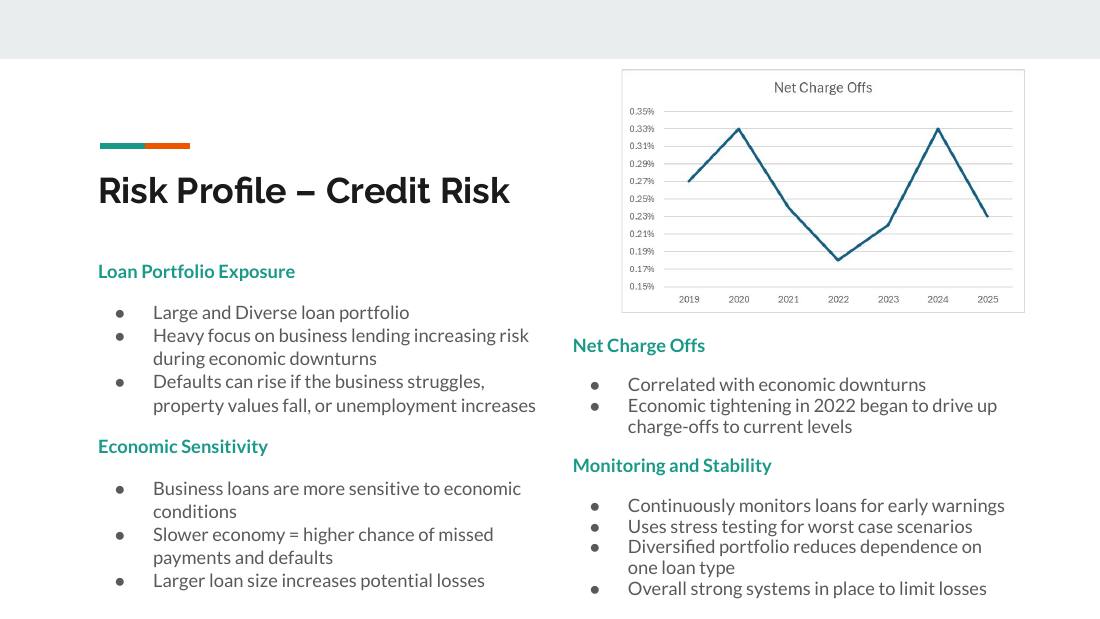 Risk Profile – Credit Risk
Loan Portfolio Exposure
● Large and Diverse loan portfolio
● Heavy focus on business lending increasing risk
during economic downturns
● Defaults can rise if the business struggles,
property values fall, or unemployment increases
Economic Sensitivity
● Business loans are more sensitive to economic
conditions
● Slower economy = higher chance of missed
payments and defaults
● Larger loan size increases potential losses
Net Charge Offs
0.35%
0.33%
0.31%
0.29%
0.27%
0.25%
0.23%
0.21%
0.19%
0.17%
0.15%
2019 2020 2021 2022 2023 2024 2025
Net Charge Offs
● Correlated with economic downturns
● Economic tightening in 2022 began to drive up
charge-offs to current levels
Monitoring and Stability
● Continuously monitors loans for early warnings
● Uses stress testing for worst case scenarios
● Diversified portfolio reduces dependence on
one loan type
● Overall strong systems in place to limit losses